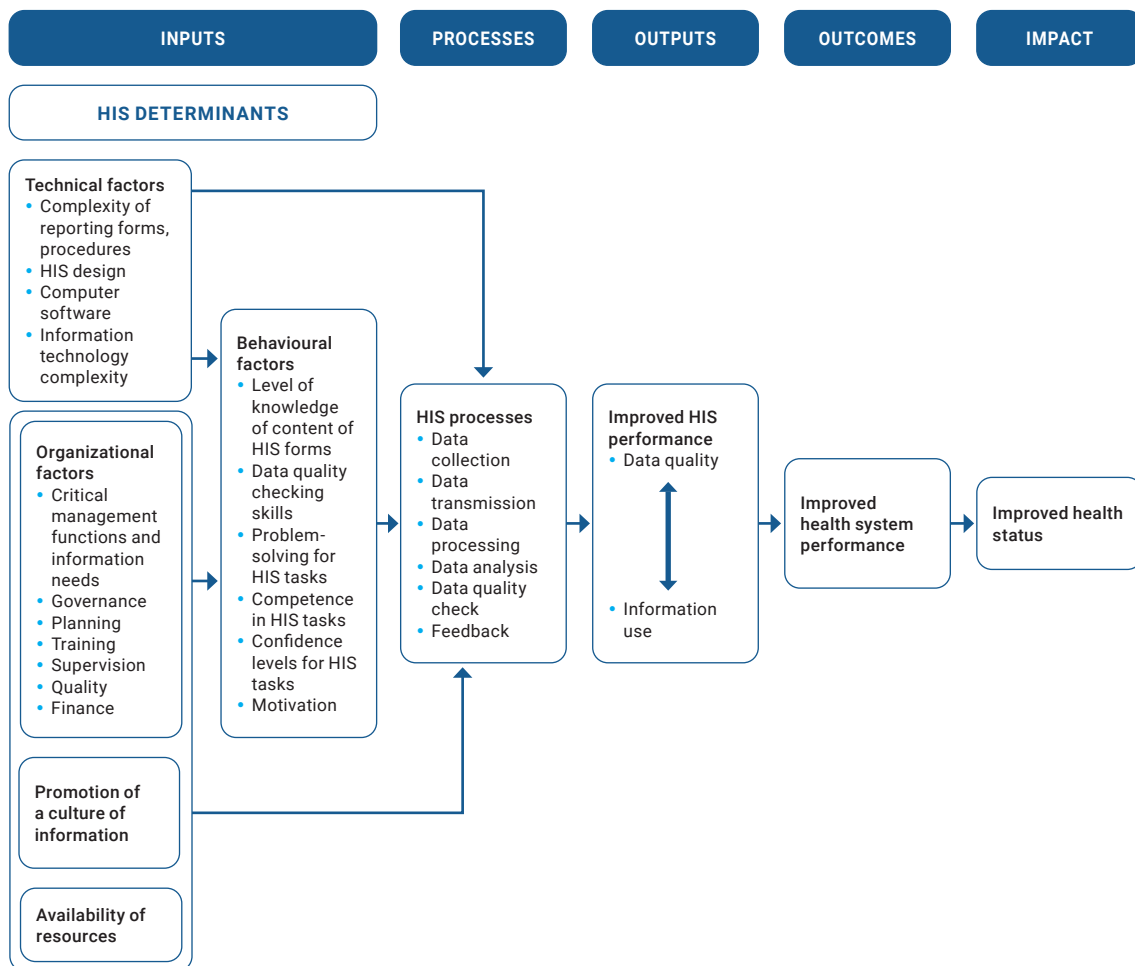 INPUTS
PROCESSES
OUTPUTS
OUTCOMES
IMPACT
HIS DETERMINANTS
Technical factors
• Complexity of
reporting forms,
procedures
• HIS design
• Computer
software
• Information
technology
complexity
Organizational
factors
• Critical
management
functions and
information
needs
• Governance
• Planning
• Training
• Supervision
• Quality
• Finance
Promotion of
a culture of
information
Availability of
resources
Behavioural
factors
• Level of
knowledge
of content of
HIS forms
• Data quality
checking
skills
• Problem-
solving for
HIS tasks
• Competence
in HIS tasks
• Confidence
levels for HIS
tasks
• Motivation
HIS processes
• Data
collection
• Data
transmission
• Data
processing
• Data analysis
• Data quality
check
• Feedback
Improved HIS
performance
• Data quality
• Information
use
Improved
health system
performance
Improved health
status